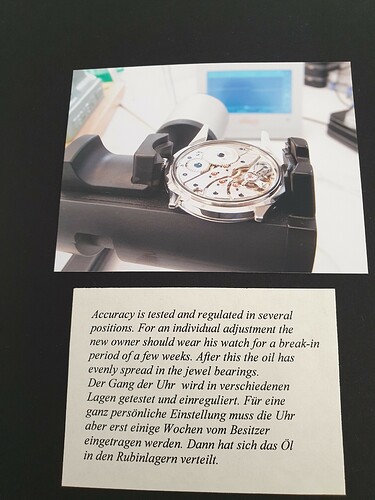 Accuracy is tested and regulated in several
positions. For an individual adjustment the
new owner should wear his watch for a break-in
period of a few weeks. After this the oil has
evenly spread in the jewel bearings.
Der Gang der Uhr wird in verschiedenen
Lagen getestet und einreguliert. Für eine
ganz persönliche Einstellung muss die Uhr
aber erst einige Wochen vom Besitzer
eingetragen werden. Dann hat sich das Öl
in den Rubinlagern verteilt.